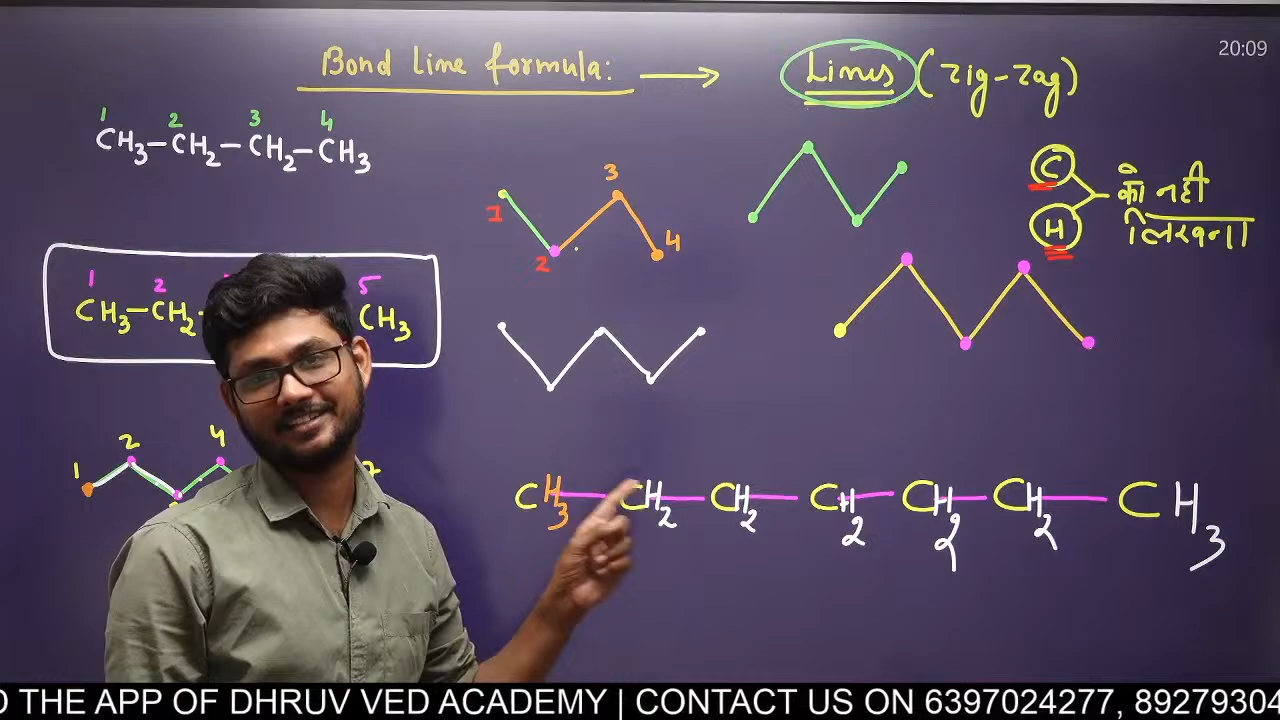 20:09
Bond line formula: → Lines (zig-zag)
1 2 3 4
CH3-CH2-CH2-CH3
1 2 3 4
C
H
को नहीं
लिखना
1 2 5
CH3-CH2- CH3
1 2 4 7
CH3-CH2-CH2-CH2-CH2-CH2-CH3
THE APP OF DHRUV VED ACADEMY | CONTACT US ON 6397024277, 89279304